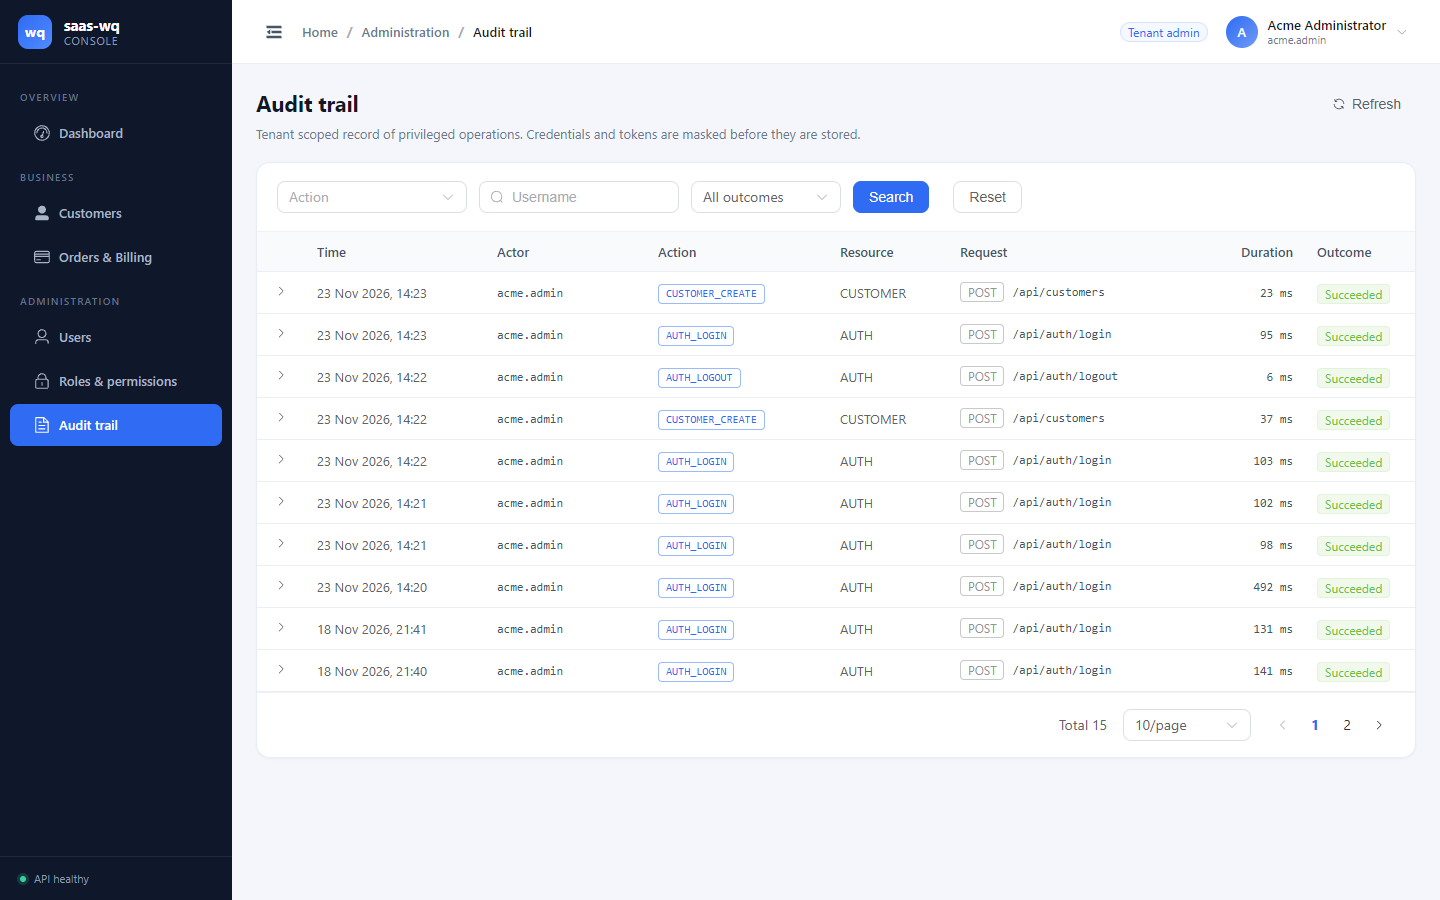 wq
saas-wq
CONSOLE
Home / Administration / Audit trail
Tenant admin
A
Acme Administrator
acme.admin
OVERVIEW
Dashboard
BUSINESS
Customers
Orders & Billing
ADMINISTRATION
Users
Roles & permissions
Audit trail
API healthy
Audit trail
Refresh
Tenant scoped record of privileged operations. Credentials and tokens are masked before they are stored.
Action Username All outcomes Search Reset
Time Actor Action Resource Request Duration Outcome
23 Nov 2026, 14:23 acme.admin CUSTOMER_CREATE CUSTOMER POST /api/customers 23 ms Succeeded
23 Nov 2026, 14:23 acme.admin AUTH_LOGIN AUTH POST /api/auth/login 95 ms Succeeded
23 Nov 2026, 14:22 acme.admin AUTH_LOGOUT AUTH POST /api/auth/logout 6 ms Succeeded
23 Nov 2026, 14:22 acme.admin CUSTOMER_CREATE CUSTOMER POST /api/customers 37 ms Succeeded
23 Nov 2026, 14:22 acme.admin AUTH_LOGIN AUTH POST /api/auth/login 103 ms Succeeded
23 Nov 2026, 14:21 acme.admin AUTH_LOGIN AUTH POST /api/auth/login 102 ms Succeeded
23 Nov 2026, 14:21 acme.admin AUTH_LOGIN AUTH POST /api/auth/login 98 ms Succeeded
23 Nov 2026, 14:20 acme.admin AUTH_LOGIN AUTH POST /api/auth/login 492 ms Succeeded
18 Nov 2026, 21:41 acme.admin AUTH_LOGIN AUTH POST /api/auth/login 131 ms Succeeded
18 Nov 2026, 21:40 acme.admin AUTH_LOGIN AUTH POST /api/auth/login 141 ms Succeeded
Total 15 10/page 1 2